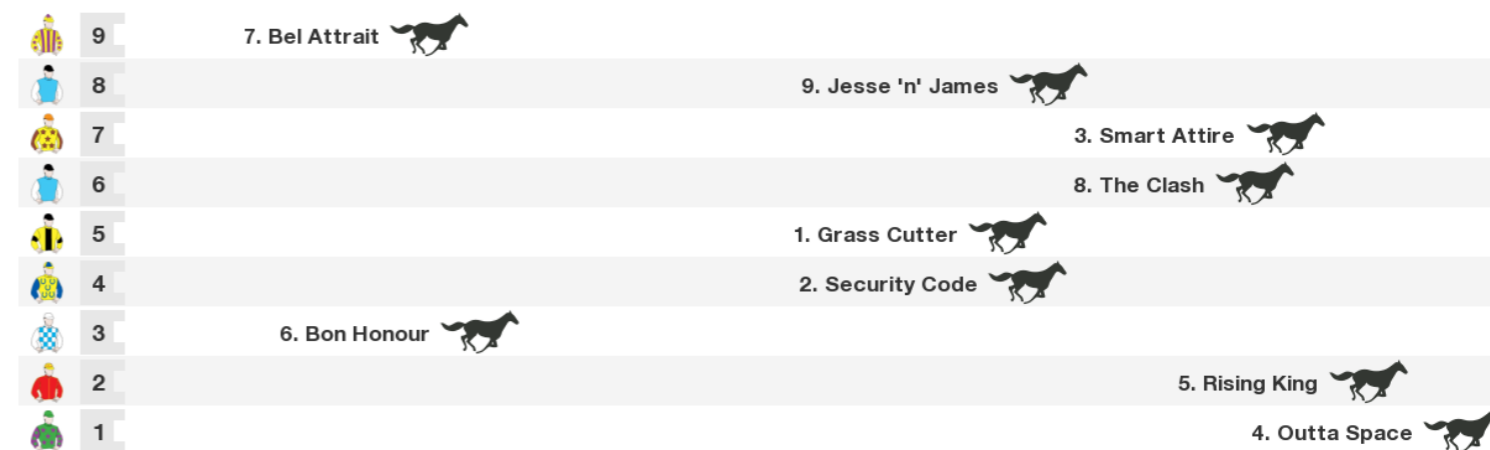 9 7. Bel Attrait
8 9. Jesse 'n' James
7 3. Smart Attire
6 8. The Clash
5 1. Grass Cutter
4 2. Security Code
3 6. Bon Honour
2 5. Rising King
1 4. Outta Space